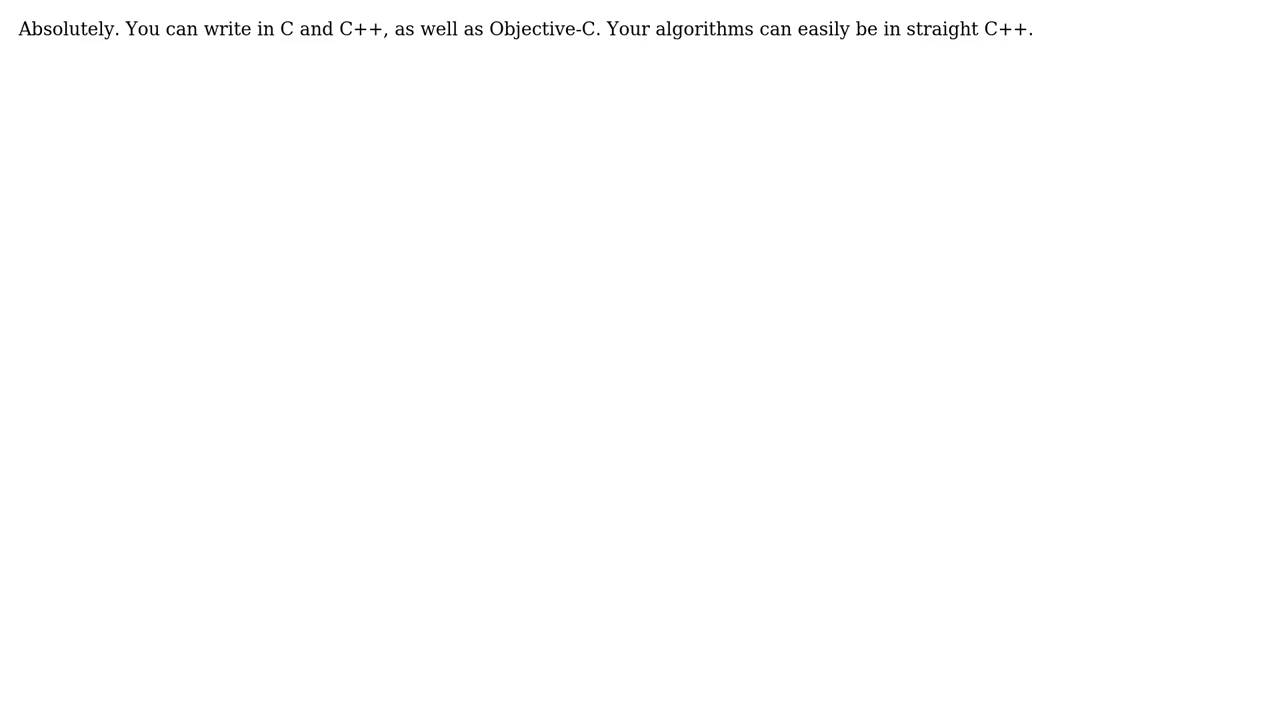 Absolutely. You can write in C and C++, as well as Objective-C. Your algorithms can easily be in straight C++.